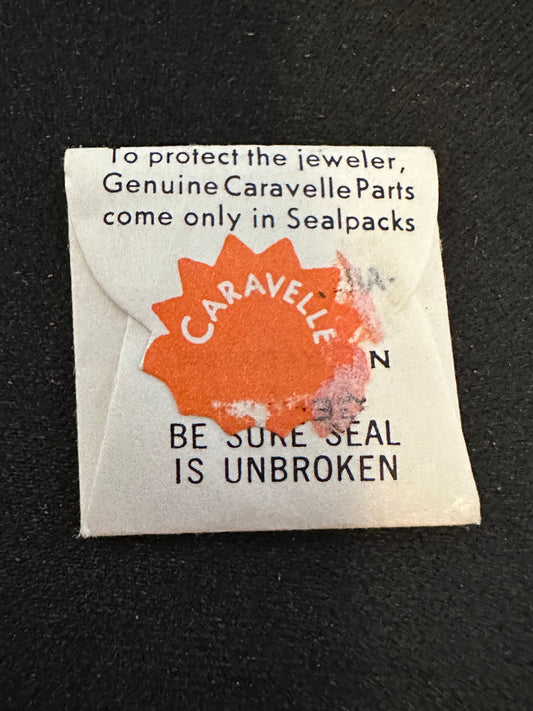 To protect the jeweler,
Genuine Caravelle Parts
come only in Sealpacks
CARAVELLE
N
BE SURE SEAL
IS UNBROKEN